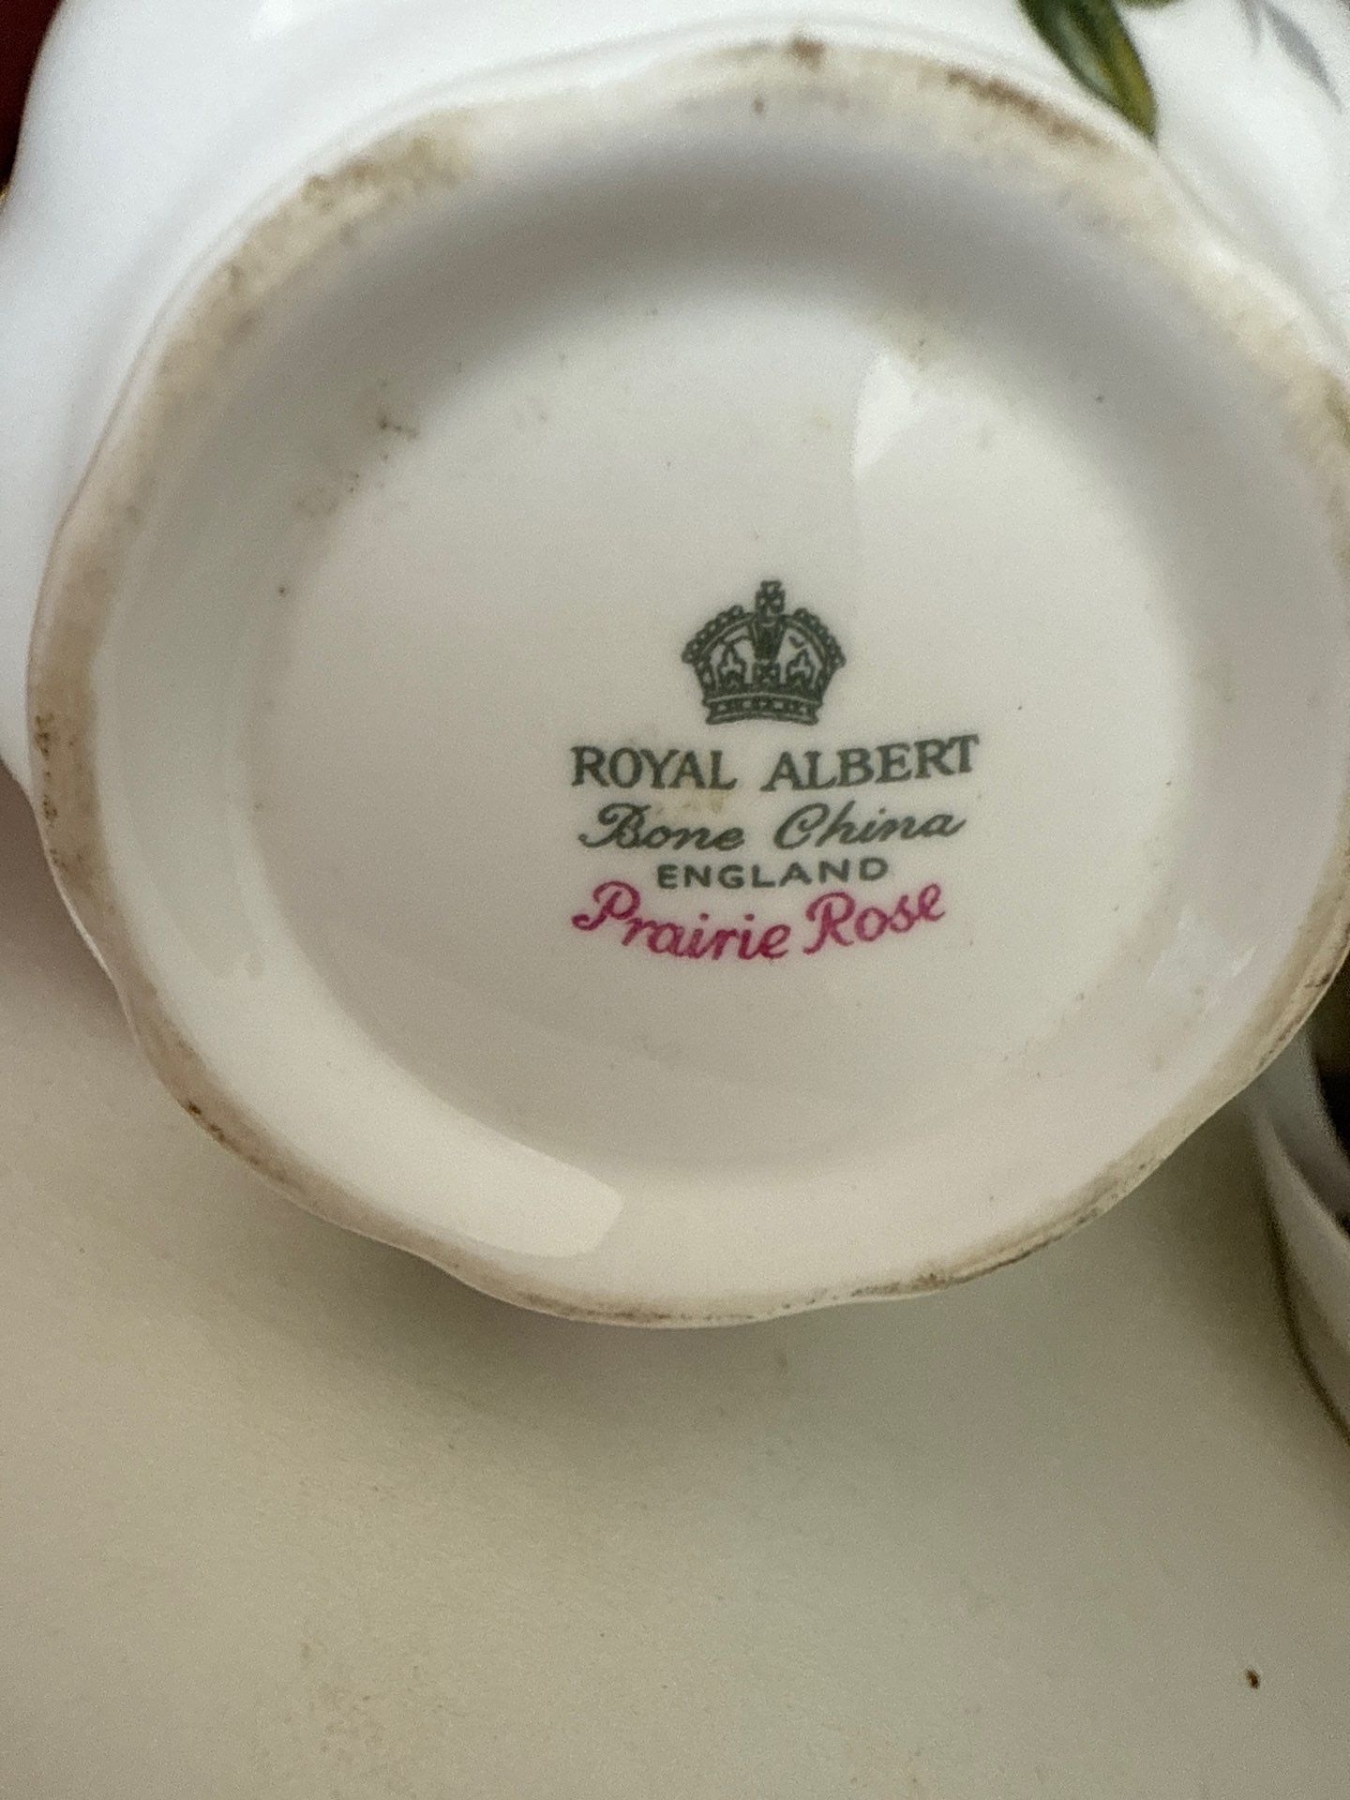 ROYAL ALBERT
Bone China
ENGLAND
Prairie Rose